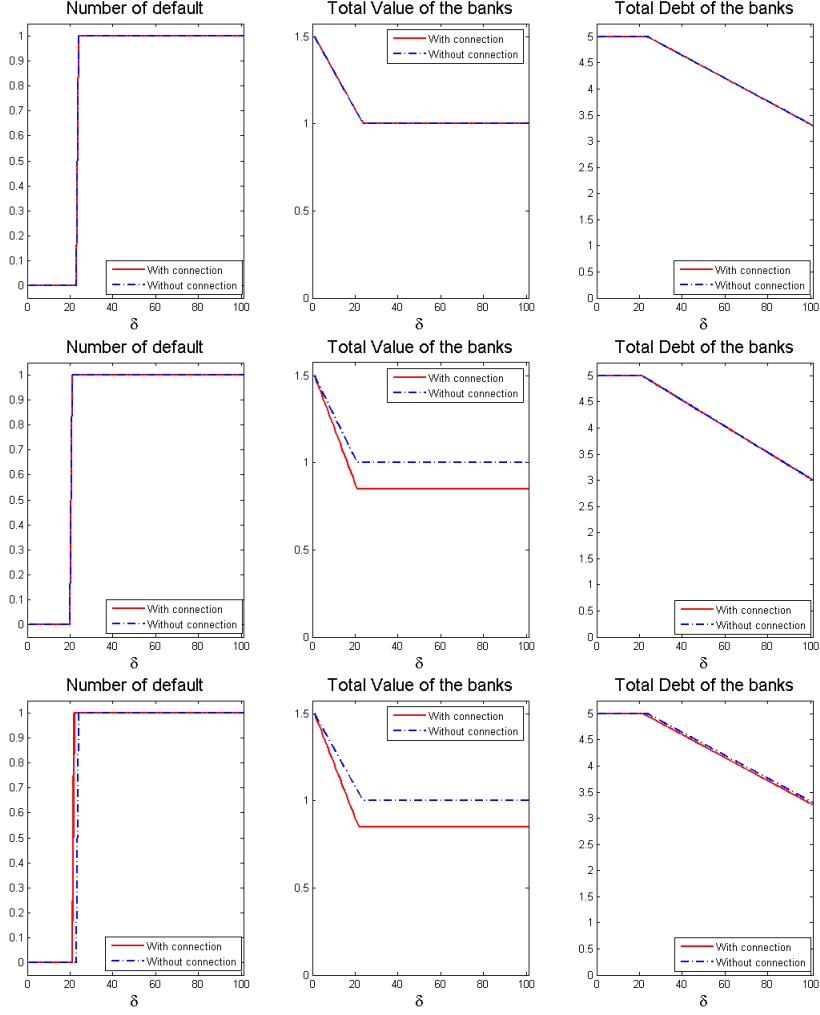 Number of default
1
0.9
0.8
0.7
0.6
0.5
0.4
0.3
0.2
0.1
0
0 20 40 60 80 100
δ
With connection
Without connection
Total Value of the banks
1.5
1
0.5
0
0 20 40 60 80 100
δ
With connection
Without connection
Total Debt of the banks
5
4.5
4
3.5
3
2.5
2
1.5
1
0.5
0
0 20 40 60 80 100
δ
With connection
Without connection
Number of default
1
0.9
0.8
0.7
0.6
0.5
0.4
0.3
0.2
0.1
0
0 20 40 60 80 100
δ
With connection
Without connection
Total Value of the banks
1.5
1
0.5
0
0 20 40 60 80 100
δ
With connection
Without connection
Total Debt of the banks
5
4.5
4
3.5
3
2.5
2
1.5
1
0.5
0
0 20 40 60 80 100
δ
With connection
Without connection
Number of default
1
0.9
0.8
0.7
0.6
0.5
0.4
0.3
0.2
0.1
0
0 20 40 60 80 100
δ
With connection
Without connection
Total Value of the banks
1.5
1
0.5
0
0 20 40 60 80 100
δ
With connection
Without connection
Total Debt of the banks
5
4.5
4
3.5
3
2.5
2
1.5
1
0.5
0
0 20 40 60 80 100
δ
With connection
Without connection